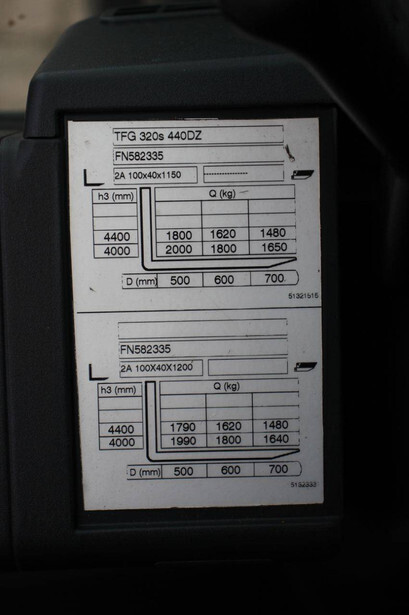 TFG 320s 440DZ
FN582335
2A 100x40x1150 ----------------
h3 (mm) Q (kg)
4400 1800 1620 1480
4000 2000 1800 1650
D (mm) 500 600 700
51321515
FN582335
2A 100X40X1200
h3 (mm) Q (kg)
4400 1790 1620 1480
4000 1990 1800 1640
D (mm) 500 600 700